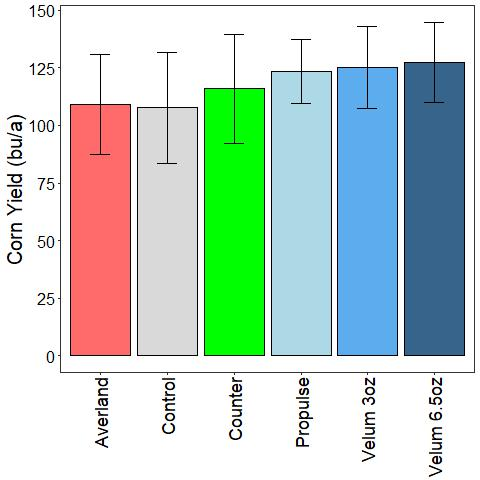 150
125
100
75
50
25
0
Corn Yield (bu/a)
Averland
Control
Counter
Propulse
Velum 3oz
Velum 6.5oz